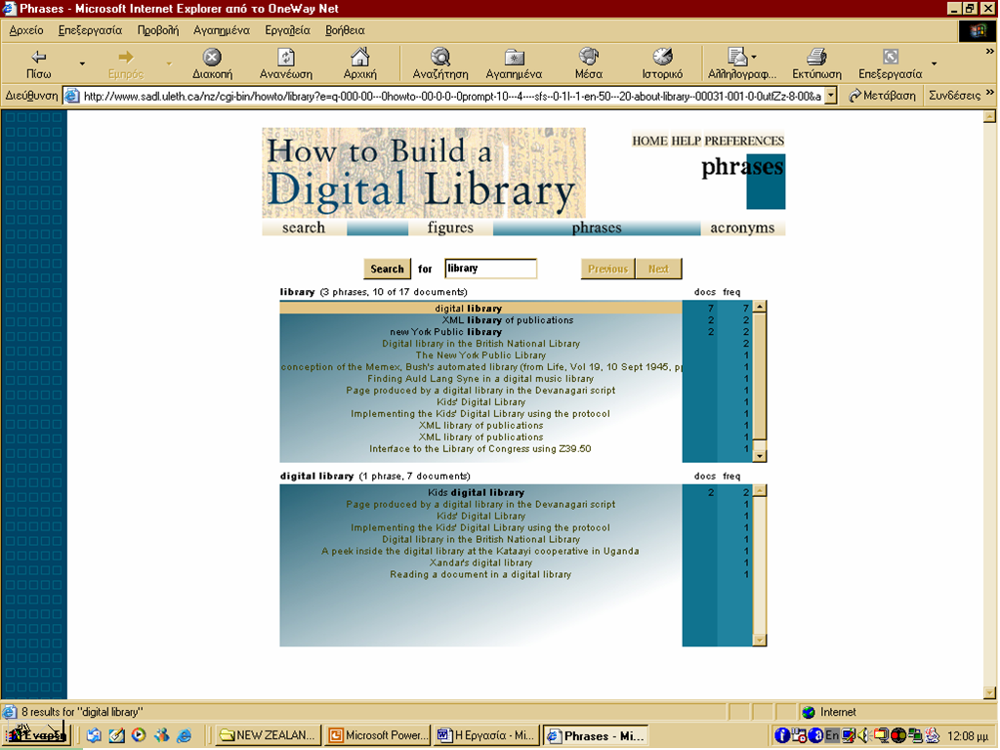 Phrases - Microsoft Internet Explorer από το OneWay Net
Αρχείο Επεξεργασία Προβολή Αγαπημένα Εργαλεία Βοήθεια
Πίσω Εμπρός Διακοπή Ανανέωση Αρχική Αναζήτηση Αγαπημένα Μέσα Ιστορικό Αλληλογραφ... Εκτύπωση Επεξεργασία
Διεύθυνση http://www.sadl.uleth.ca/nz/cgi-bin/howto/library?e=q-000-00---0howto--00-0-0--0prompt-10---4----sfs--0-1l--1-en-50---20-about-library--00031-001-0-0utfZz-8-00&a Μετάβαση Συνδέσεις
How to Build a
Digital Library
HOME HELP PREFERENCES
phrases
search figures phrases acronyms
Search for library Previous Next
library (3 phrases, 10 of 17 documents) docs freq
digital library 7 7
XML library of publications 2 2
new York Public library 2 2
Digital library in the British National Library 2
The New York Public Library 1
conception of the Memex, Bush's automated library (from Life, Vol 19, 10 Sept 1945, pp 1
Finding Auld Lang Syne in a digital music library 1
Page produced by a digital library in the Devanagari script 1
Kids' Digital Library 1
Implementing the Kids' Digital Library using the protocol 1
XML library of publications 1
XML library of publications 1
Interface to the Library of Congress using Z39.50 1
digital library (1 phrase, 7 documents) docs freq
Kids digital library 2 2
Page produced by a digital library in the Devanagari script 1
Kids' Digital Library 1
Implementing the Kids' Digital Library using the protocol 1
Digital library in the British National Library 1
A peek inside the digital library at the Kataayi cooperative in Uganda 1
Xandar's digital library 1
Reading a document in a digital library 1
8 results for "digital library" Internet
Έναρξη NEW ZEALAN... Microsoft Power... Η Εργασία - Mi... Phrases - Mi... En 12:08 μμ